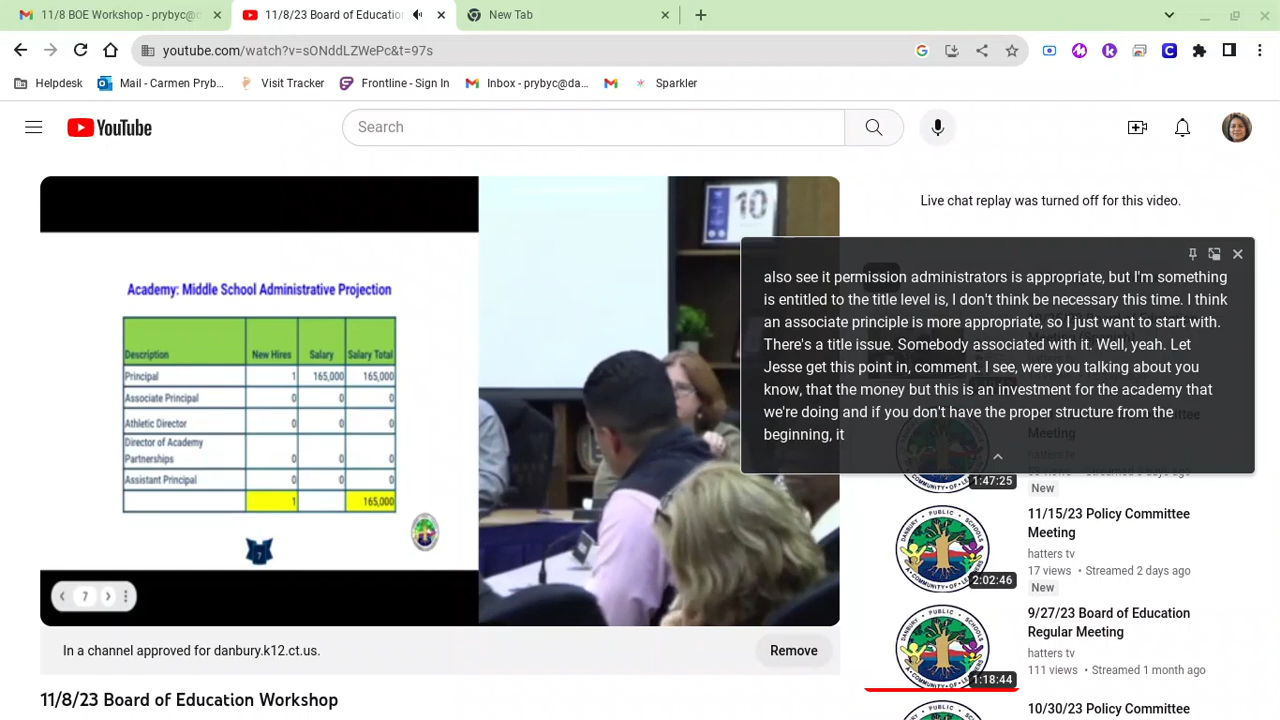 11/8 BOE Workshop - prybyc@d
11/8/23 Board of Education
New Tab
youtube.com/watch?v=sONddLZWePc&t=97s
Helpdesk
Mail - Carmen Pryb...
Visit Tracker
Frontline - Sign In
Inbox - prybyc@da...
Sparkler
YouTube
Search
Live chat replay was turned off for this video.
10
Academy: Middle School Administrative Projection
Description New Hires Salary Salary Total
Principal 1 165,000 165,000
Associate Principal 0 0 0
Athletic Director 0 0 0
Director of Academy
Partnerships 0 0 0
Assistant Principal 0 0 0
1 165,000
7
7
also see it permission administrators is appropriate, but I'm something
is entitled to the title level is, I don't think be necessary this time. I think
an associate principle is more appropriate, so I just want to start with.
There's a title issue. Somebody associated with it. Well, yeah. Let
Jesse get this point in, comment. I see, were you talking about you
know, that the money but this is an investment for the academy that
we're doing and if you don't have the proper structure from the
beginning, it
Meeting
1:47:25
New
11/15/23 Policy Committee
Meeting
hatters tv
17 views • Streamed 2 days ago
New
2:02:46
9/27/23 Board of Education
Regular Meeting
hatters tv
111 views • Streamed 1 month ago
1:18:44
10/30/23 Policy Committee
In a channel approved for danbury.k12.ct.us.
Remove
11/8/23 Board of Education Workshop